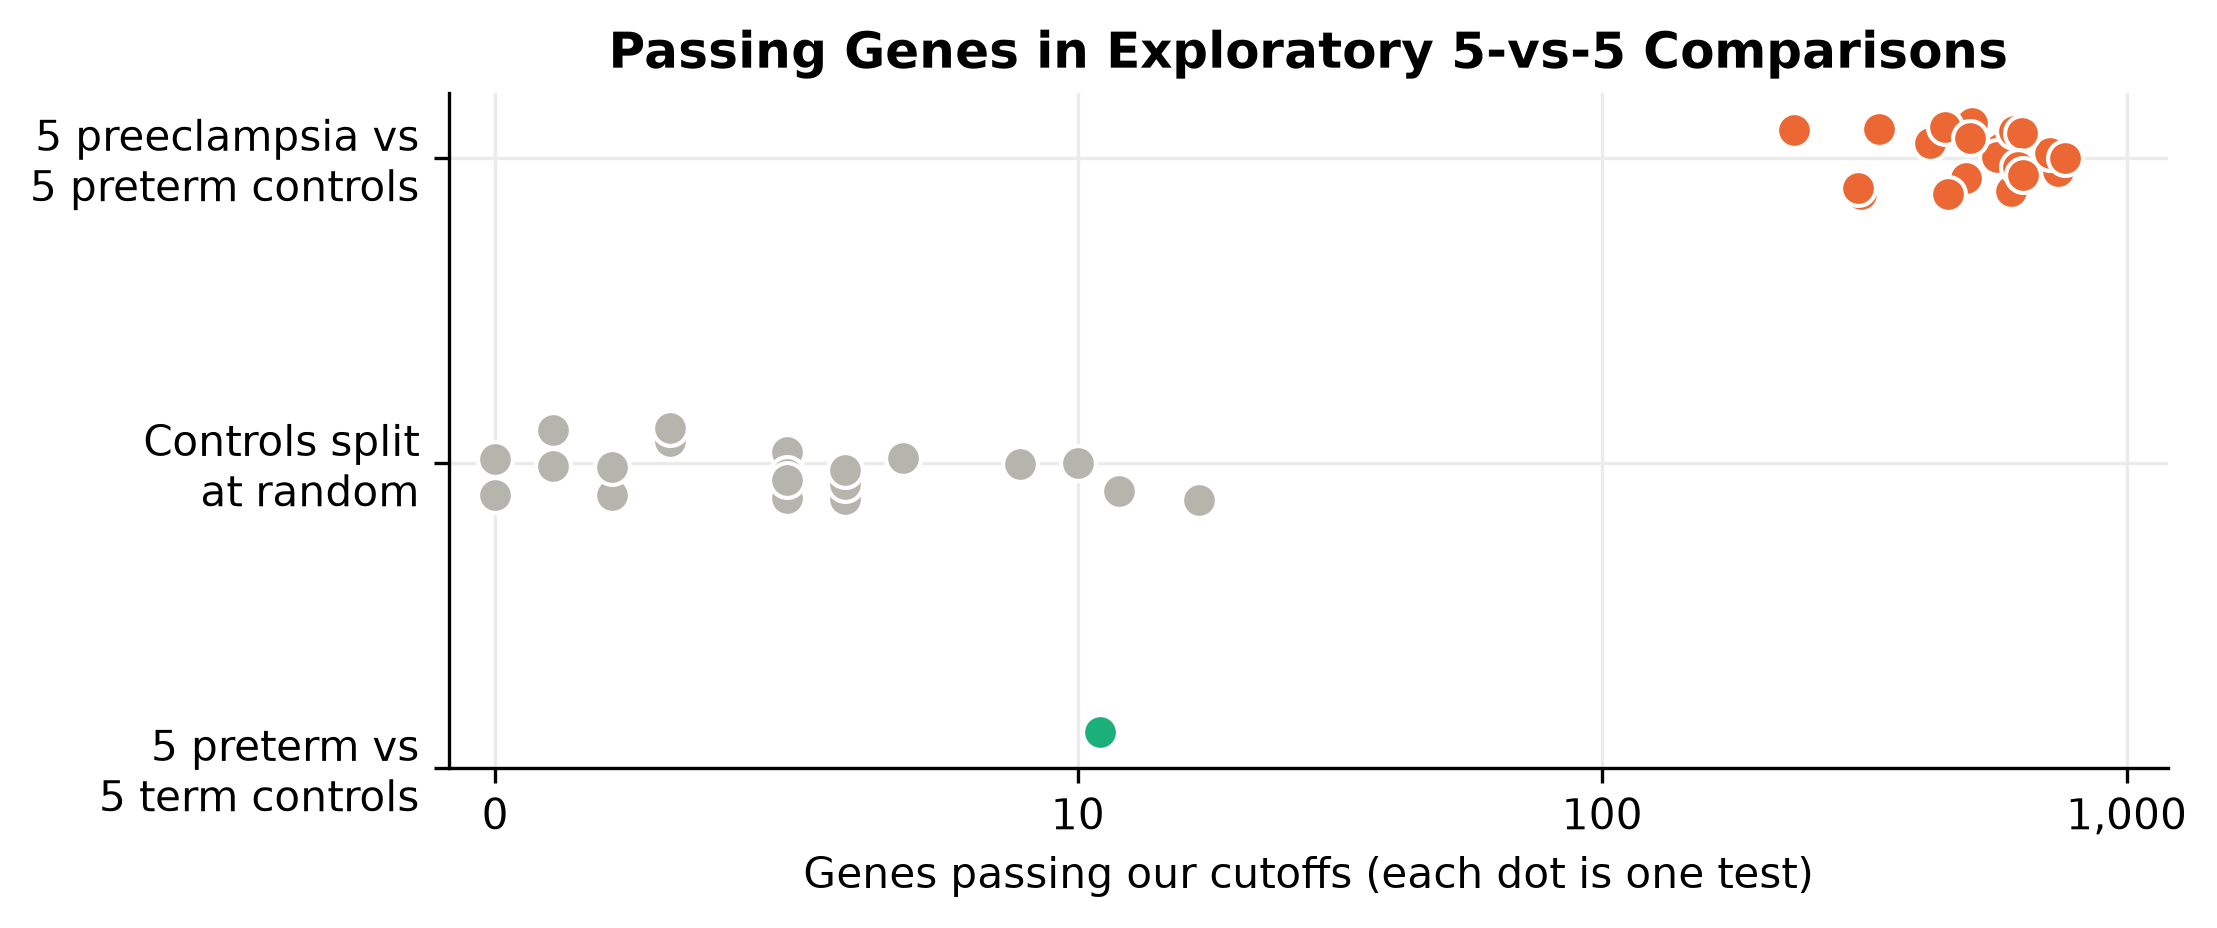 Passing Genes in Exploratory 5-vs-5 Comparisons
5 preeclampsia vs
5 preterm controls
Controls split
at random
5 preterm vs
5 term controls
0
10
100
1,000
Genes passing our cutoffs (each dot is one test)